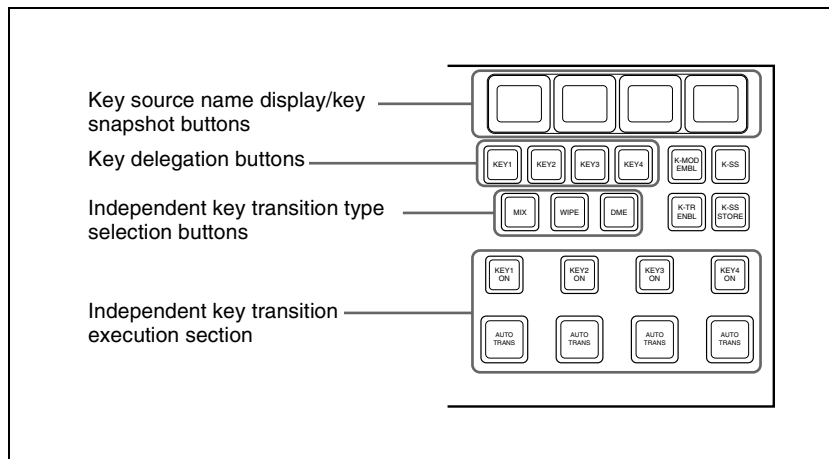 Key source name display/key
snapshot buttons
Key delegation buttons
KEY1 KEY2 KEY3 KEY4 K-MOD
EMBL K-SS
Independent key transition type
selection buttons
MIX WIPE DME K-TR
ENBL K-SS
STORE
KEY1
ON KEY2
ON KEY3
ON KEY4
ON
Independent key transition
execution section
AUTO
TRANS AUTO
TRANS AUTO
TRANS AUTO
TRANS